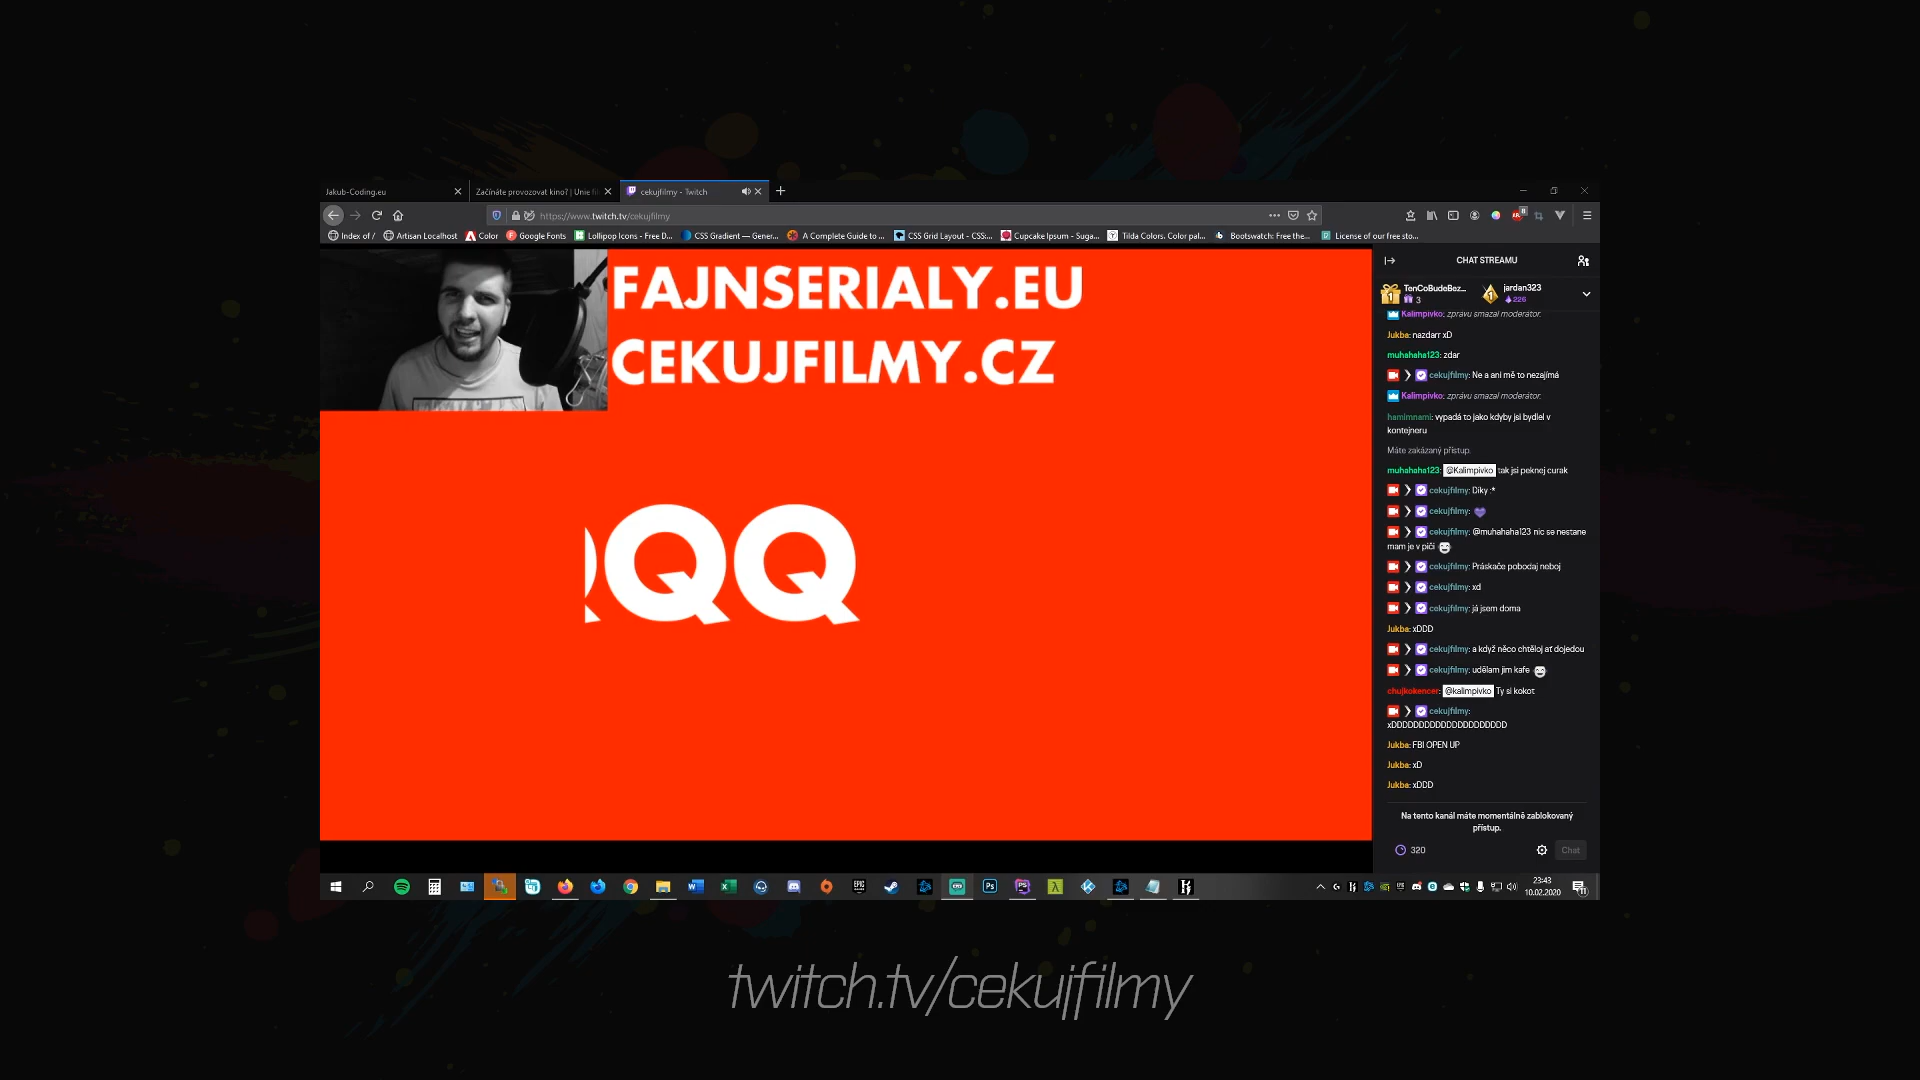 Jakub-Coding.eu
Začínáte provozovat kino? | Unie fi
cekujfilmy - Twitch
https://www.twitch.tv/cekujfilmy
Index of /
Artisan Localhost
Color
Google Fonts
Lollipop Icons - Free D...
CSS Gradient — Gener...
A Complete Guide to ...
CSS Grid Layout - CSS:...
Cupcake Ipsum - Suga...
Tilda Colors. Color pal...
Bootswatch: Free the...
License of our free sto...
FAJNSERIALY.EU
CEKUJFILMY.CZ
QQ
CHAT STREAMU
TenCoBudeBez...
3
jardan323
226
Kalimpivko: zprávu smazal moderátor.
Jukba: nazdarr xD
muhahaha123: zdar
cekujfilmy: Ne a ani mě to nezajímá
Kalimpivko: zprávu smazal moderátor.
hamimnami: vypadá to jako kdyby jsi bydlel v
kontejneru
Máte zakázaný přístup.
muhahaha123: @Kalimpivko tak jsi peknej curak
cekujfilmy: Díky :*
cekujfilmy:
cekujfilmy: @muhahaha123 nic se nestane
mam je v piči
cekujfilmy: Práskače pobodaj neboj
cekujfilmy: xd
cekujfilmy: já jsem doma
Jukba: xDDD
cekujfilmy: a když něco chtěloj ať dojedou
cekujfilmy: udělam jim kafe
chujkokencer: @kalimpivko Ty si kokot
cekujfilmy:
xDDDDDDDDDDDDDDDDDDDDD
Jukba: FBI OPEN UP
Jukba: xD
Jukba: xDDD
Na tento kanál máte momentálně zablokovaný
přístup.
320
Chat
23:43
10.02.2020
twitch.tv/cekujfilmy